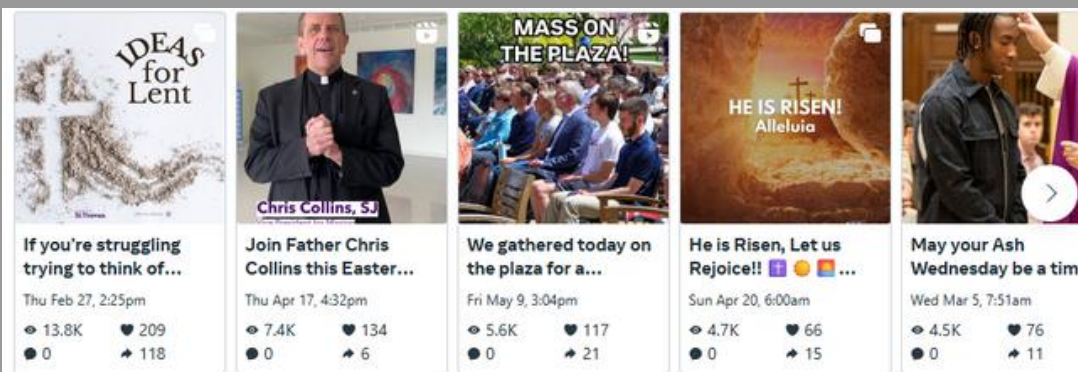 IDEAS
for
Lent
St.Thomas
If you're struggling
trying to think of...
Thu Feb 27, 2:25pm
13.8K 209
0 118
Chris Collins, SJ
Join Father Chris
Collins this Easter...
Thu Apr 17, 4:32pm
7.4K 134
0 6
MASS ON
THE PLAZA!
We gathered today on
the plaza for a...
Fri May 9, 3:04pm
5.6K 117
0 21
HE IS RISEN!
Alleluia
He is Risen, Let us
Rejoice!! ✝️ 🌞 🌅 ...
Sun Apr 20, 6:00am
4.7K 66
0 15
May your Ash
Wednesday be a tim
Wed Mar 5, 7:51am
4.5K 76
0 11